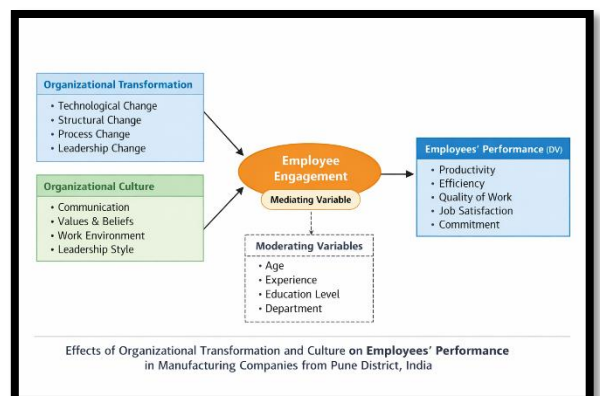 Organizational Transformation
• Technological Change
• Structural Change
• Process Change
• Leadership Change
Organizational Culture
• Communication
• Values & Beliefs
• Work Environment
• Leadership Style
Employee
Engagement
Mediating Variable
Moderating Variables
• Age
• Experience
• Education Level
• Department
Employees' Performance (DV)
• Productivity
• Efficiency
• Quality of Work
• Job Satisfaction
• Commitment
Effects of Organizational Transformation and Culture on Employees' Performance
in Manufacturing Companies from Pune District, India